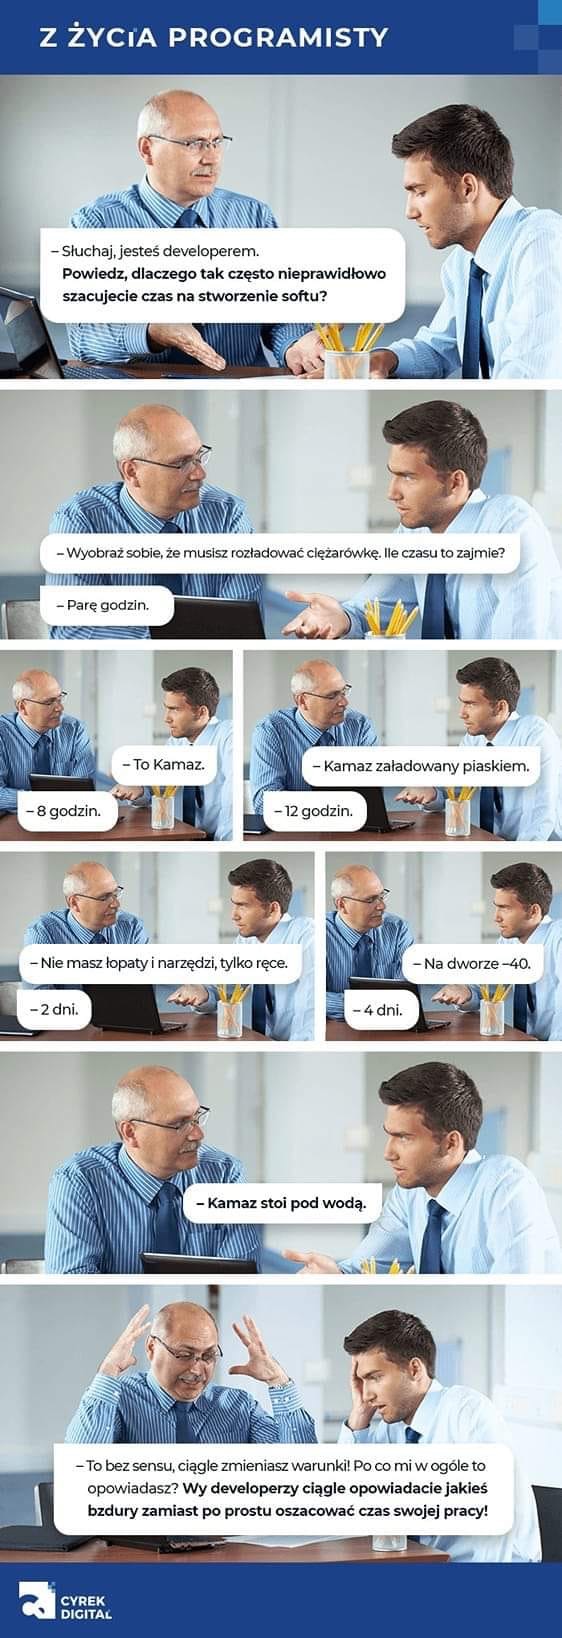 Z ŻYCiA PROGRAMISTY
– Słuchaj, jesteś developerem.
Powiedz, dlaczego tak często nieprawidłowo
szacujecie czas na stworzenie softu?
– Wyobraź sobie, że musisz rozładować ciężarówkę. Ile czasu to zajmie?
– Parę godzin.
– To Kamaz.
– 8 godzin.
– Kamaz załadowany piaskiem.
– 12 godzin.
– Nie masz łopaty i narzędzi, tylko ręce.
– 2 dni.
– Na dworze –40.
– 4 dni.
– Kamaz stoi pod wodą.
– To bez sensu, ciągle zmieniasz warunki! Po co mi w ogóle to
opowiadasz? Wy developerzy ciągle opowiadacie jakieś
bzdury zamiast po prostu oszacować czas swojej pracy!
CYREK
DIGITAL